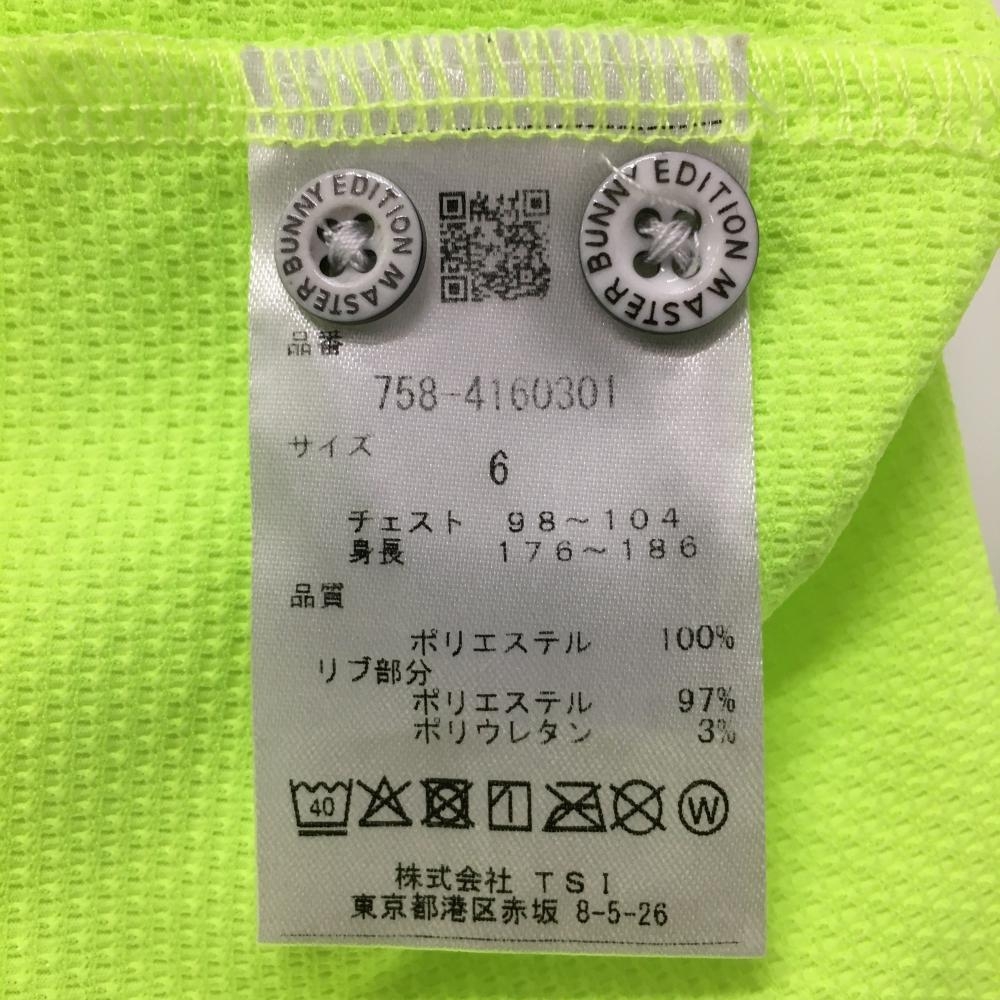 MASTER BUNNY EDITION
MASTER BUNNY EDITION
品番
758-4160301
サイズ
6
チェスト 98～104
身長 176～186
品質
ポリエステル 100%
リブ部分
ポリエステル 97%
ポリウレタン 3%
40 W
株式会社 TSI
東京都港区赤坂 8-5-26